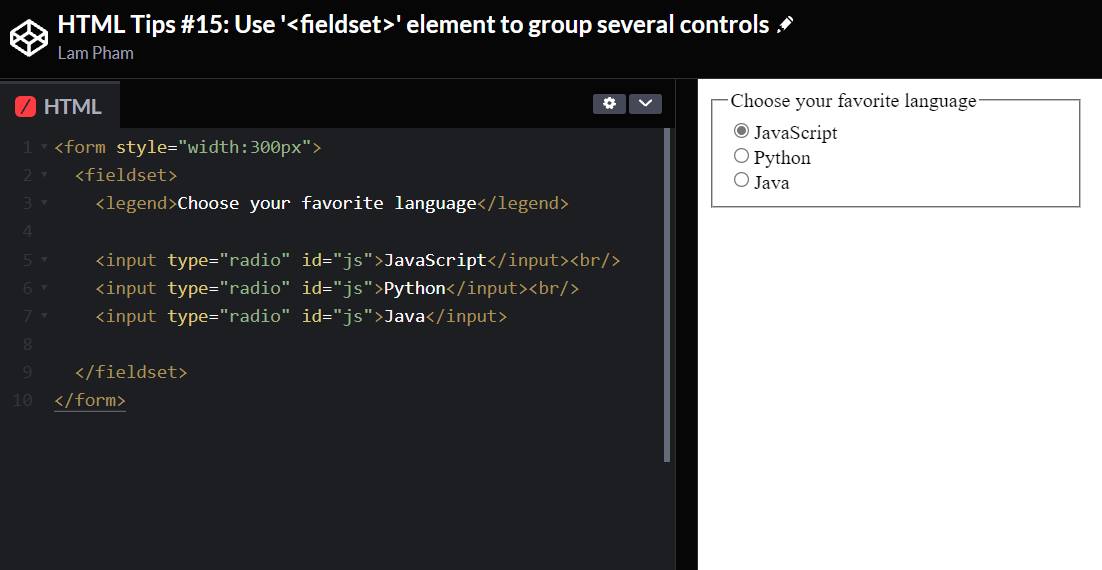 HTML Tips #15: Use '<fieldset>' element to group several controls
Lam Pham
/ HTML
1 <form style="width:300px">
2   <fieldset>
3     <legend>Choose your favorite language</legend>
4
5     <input type="radio" id="js">JavaScript</input><br/>
6     <input type="radio" id="js">Python</input><br/>
7     <input type="radio" id="js">Java</input>
8
9   </fieldset>
10 </form>
Choose your favorite language
JavaScript
Python
Java